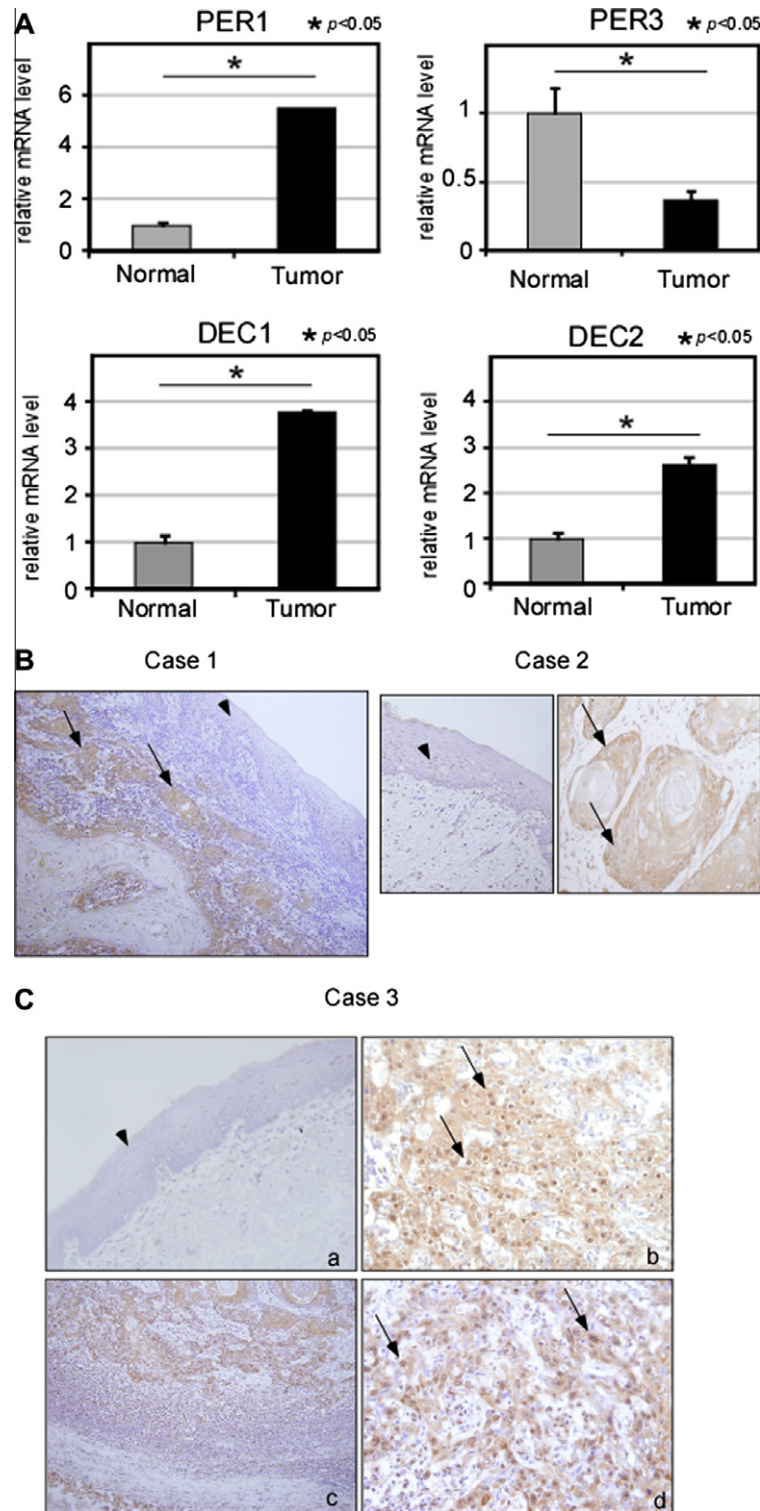 A
PER1
* p<0.05
relative mRNA level
6
4
2
0
*
Normal
Tumor
PER3
* p<0.05
relative mRNA level
1
0.5
0
*
Normal
Tumor
DEC1
* p<0.05
relative mRNA level
4
3
2
1
0
*
Normal
Tumor
DEC2
* p<0.05
relative mRNA level
4
3
2
1
0
*
Normal
Tumor
B
Case 1
Case 2
C
Case 3
a
b
c
d